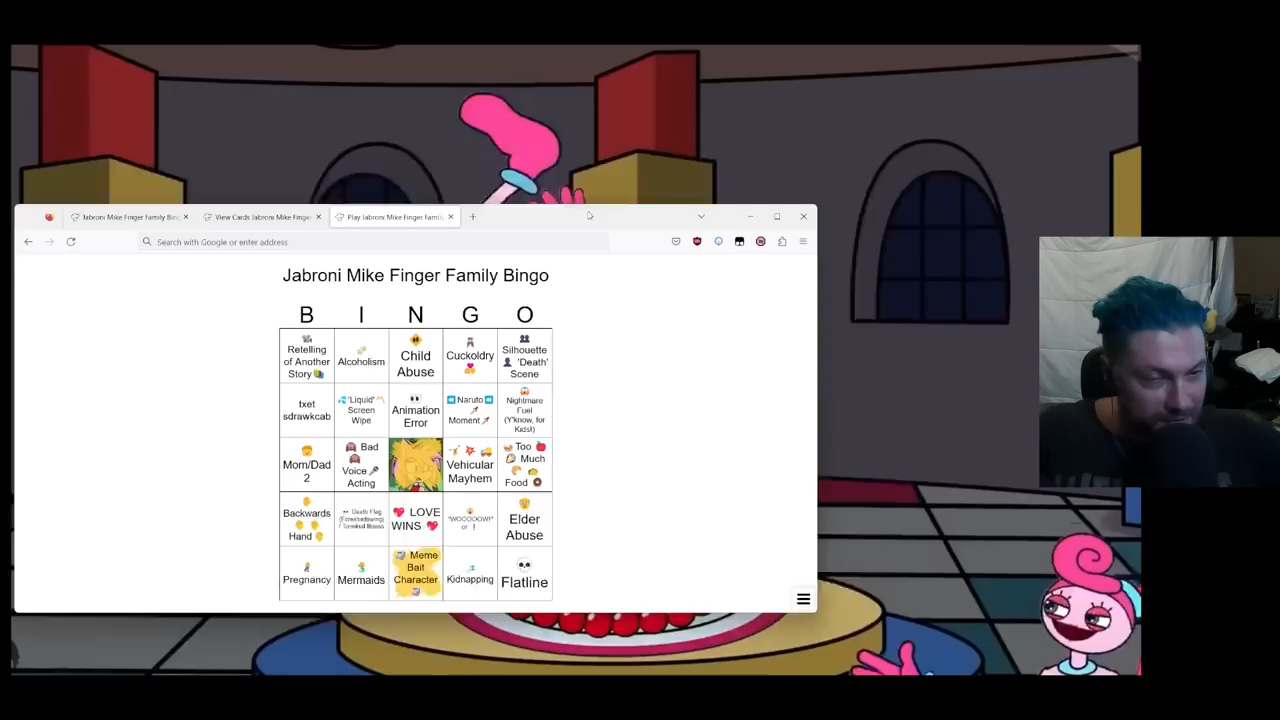 Jabroni Mike Finger Family Bing
View Cards Jabroni Mike Finge
Play Jabroni Mike Finger Family
Search with Google or enter address
Jabroni Mike Finger Family Bingo
B I N G O
Retelling
of Another
Story
Alcoholism
Child
Abuse
Cuckoldry
Silhouette
'Death'
Scene
txet
sdrawkcab
'Liquid'
Screen
Wipe
Animation
Error
Naruto
Moment
Nightmare
Fuel
(Y'know, for
Kids!)
Mom/Dad
2
Bad
Voice
Acting
Vehicular
Mayhem
Too
Much
Food
Backwards
Hand
Death Flag
(Foreshadowing)
/ Terminal Illness
LOVE
WINS
"WOOOOOW!"
or
Elder
Abuse
Pregnancy
Mermaids
Meme
Bait
Character
Kidnapping
Flatline